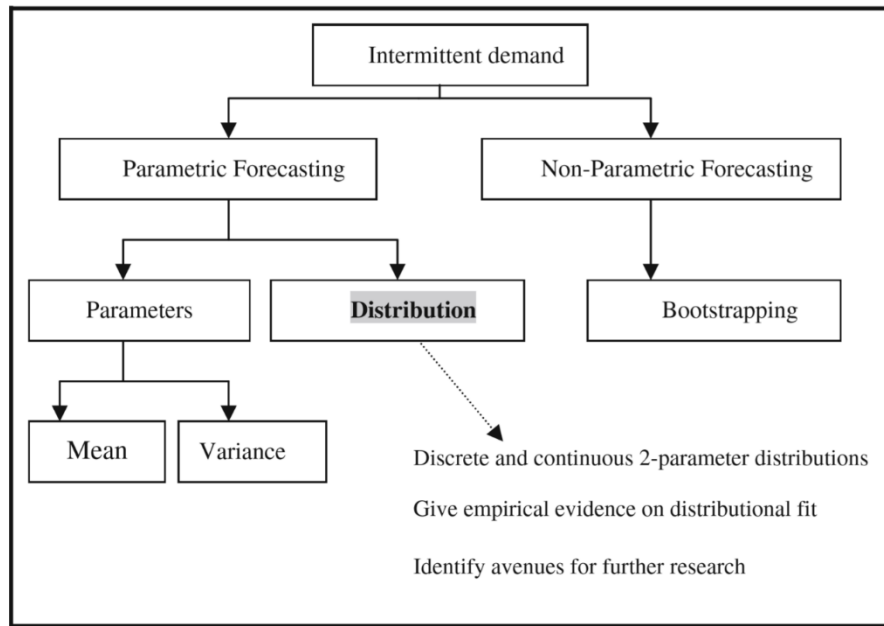 Intermittent demand
Parametric Forecasting
Non-Parametric Forecasting
Parameters
Distribution
Bootstrapping
Mean
Variance
Discrete and continuous 2-parameter distributions
Give empirical evidence on distributional fit
Identify avenues for further research